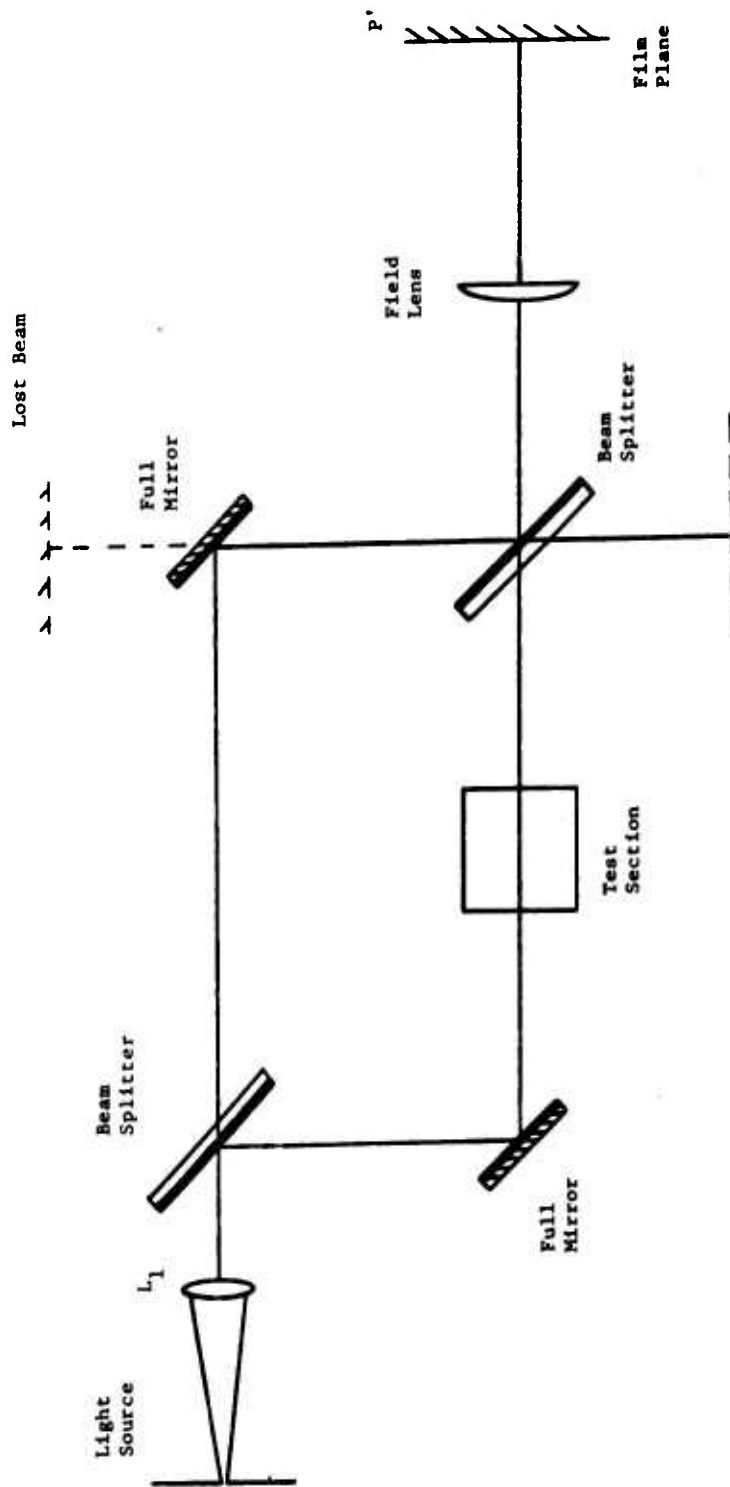 Light
Source
L1
Beam
Splitter
Full
Mirror
Lost Beam
Full
Mirror
Test
Section
Beam
Splitter
Field
Lens
P'
Film
Plane